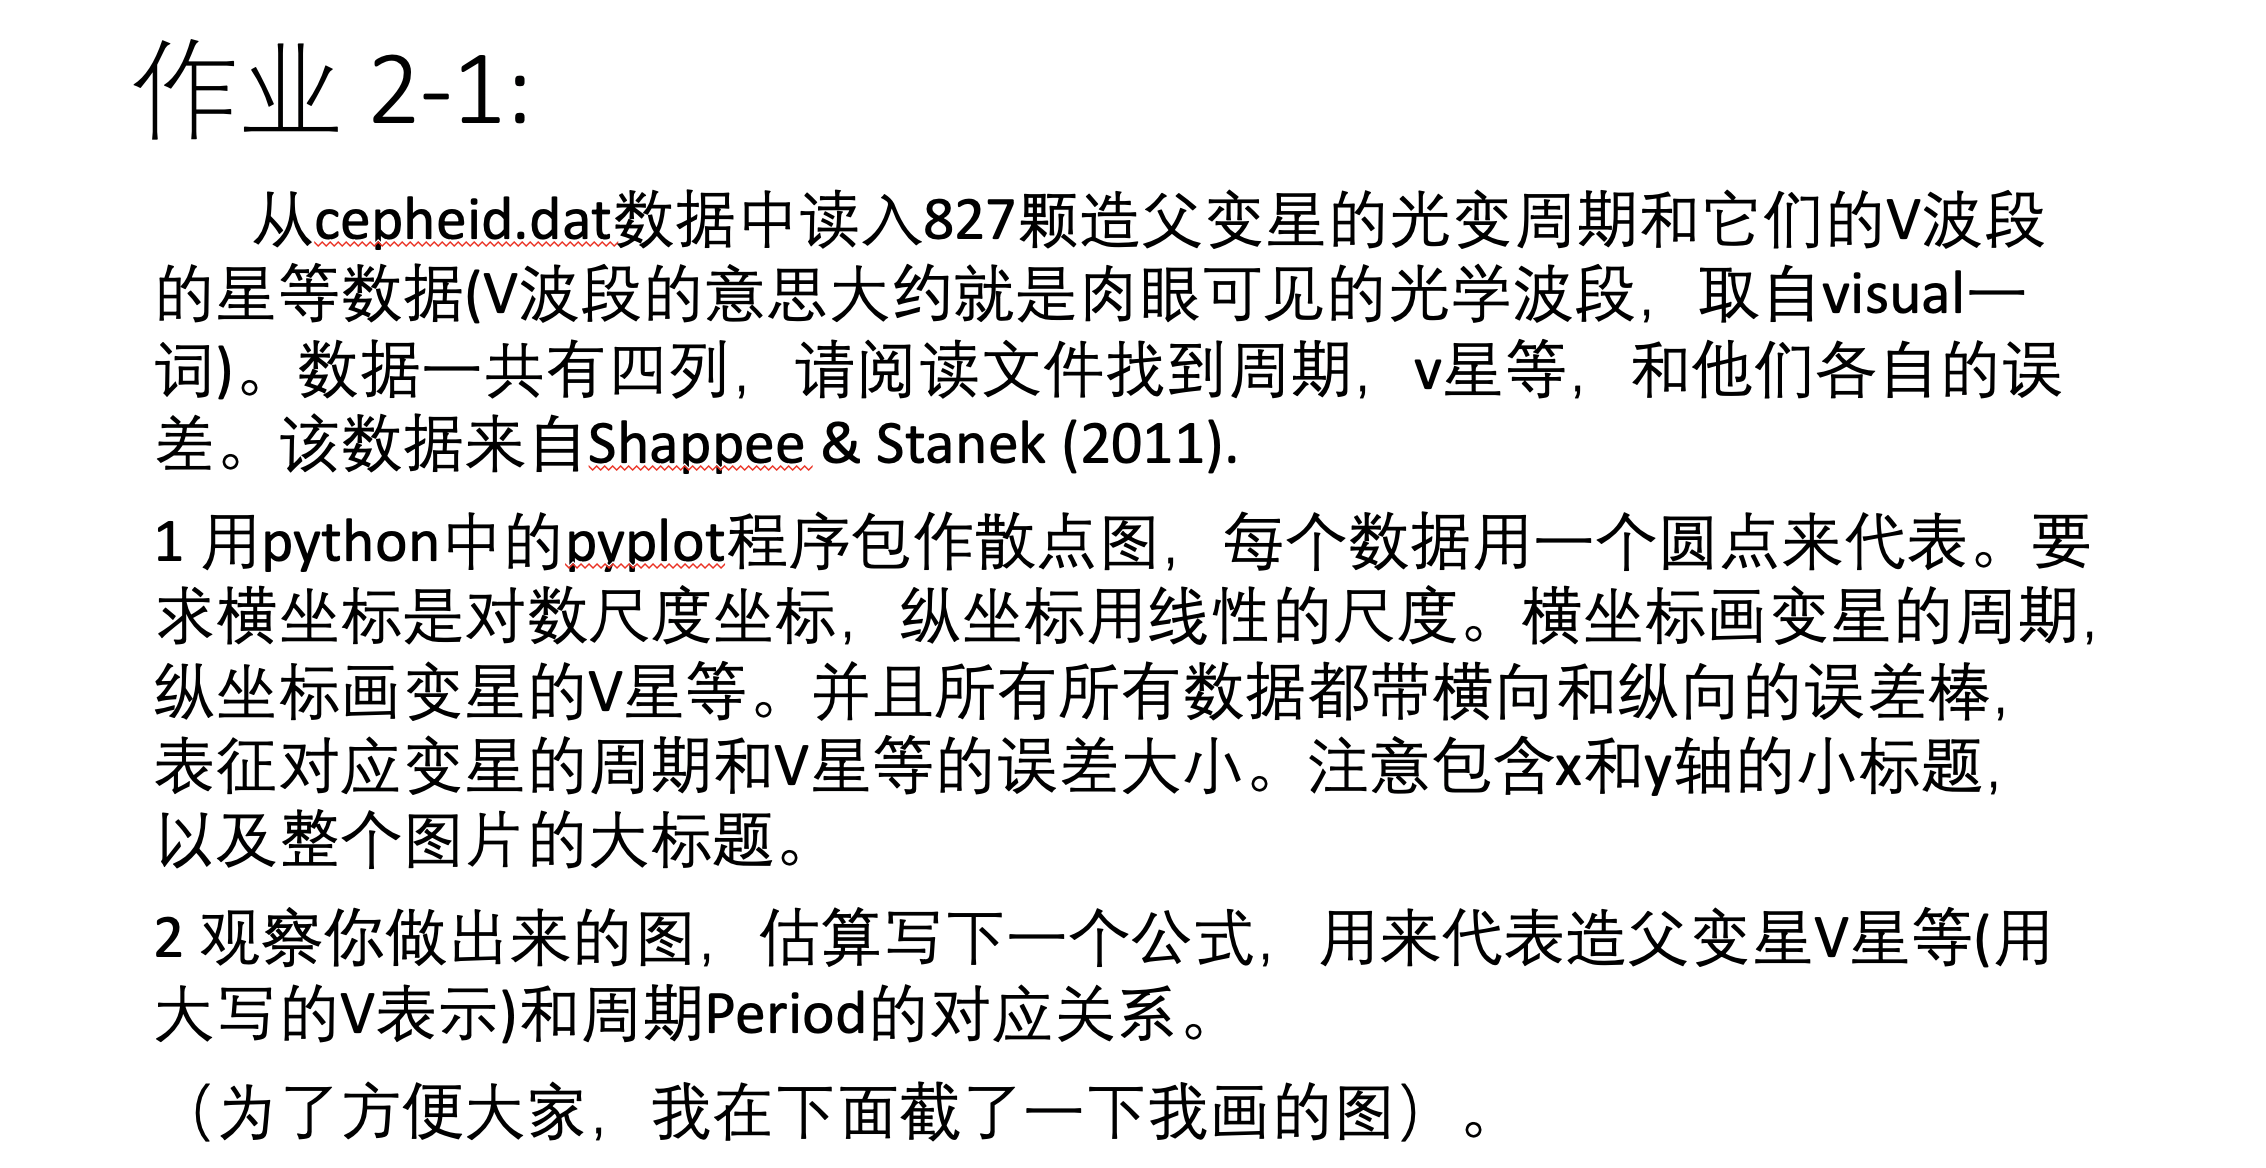 作业 2-1:
从cepheid.dat数据中读入827颗造父变星的光变周期和它们的V波段
的星等数据(V波段的意思大约就是肉眼可见的光学波段，取自visual一
词)。数据一共有四列，请阅读文件找到周期，v星等，和他们各自的误
差。该数据来自Shappee & Stanek (2011).
1 用python中的pyplot程序包作散点图，每个数据用一个圆点来代表。要
求横坐标是对数尺度坐标，纵坐标用线性的尺度。横坐标画变星的周期，
纵坐标画变星的V星等。并且所有所有数据都带横向和纵向的误差棒，
表征对应变星的周期和V星等的误差大小。注意包含x和y轴的小标题，
以及整个图片的大标题。
2 观察你做出来的图，估算写下一个公式，用来代表造父变星V星等(用
大写的V表示)和周期Period的对应关系。
（为了方便大家，我在下面截了一下我画的图）。